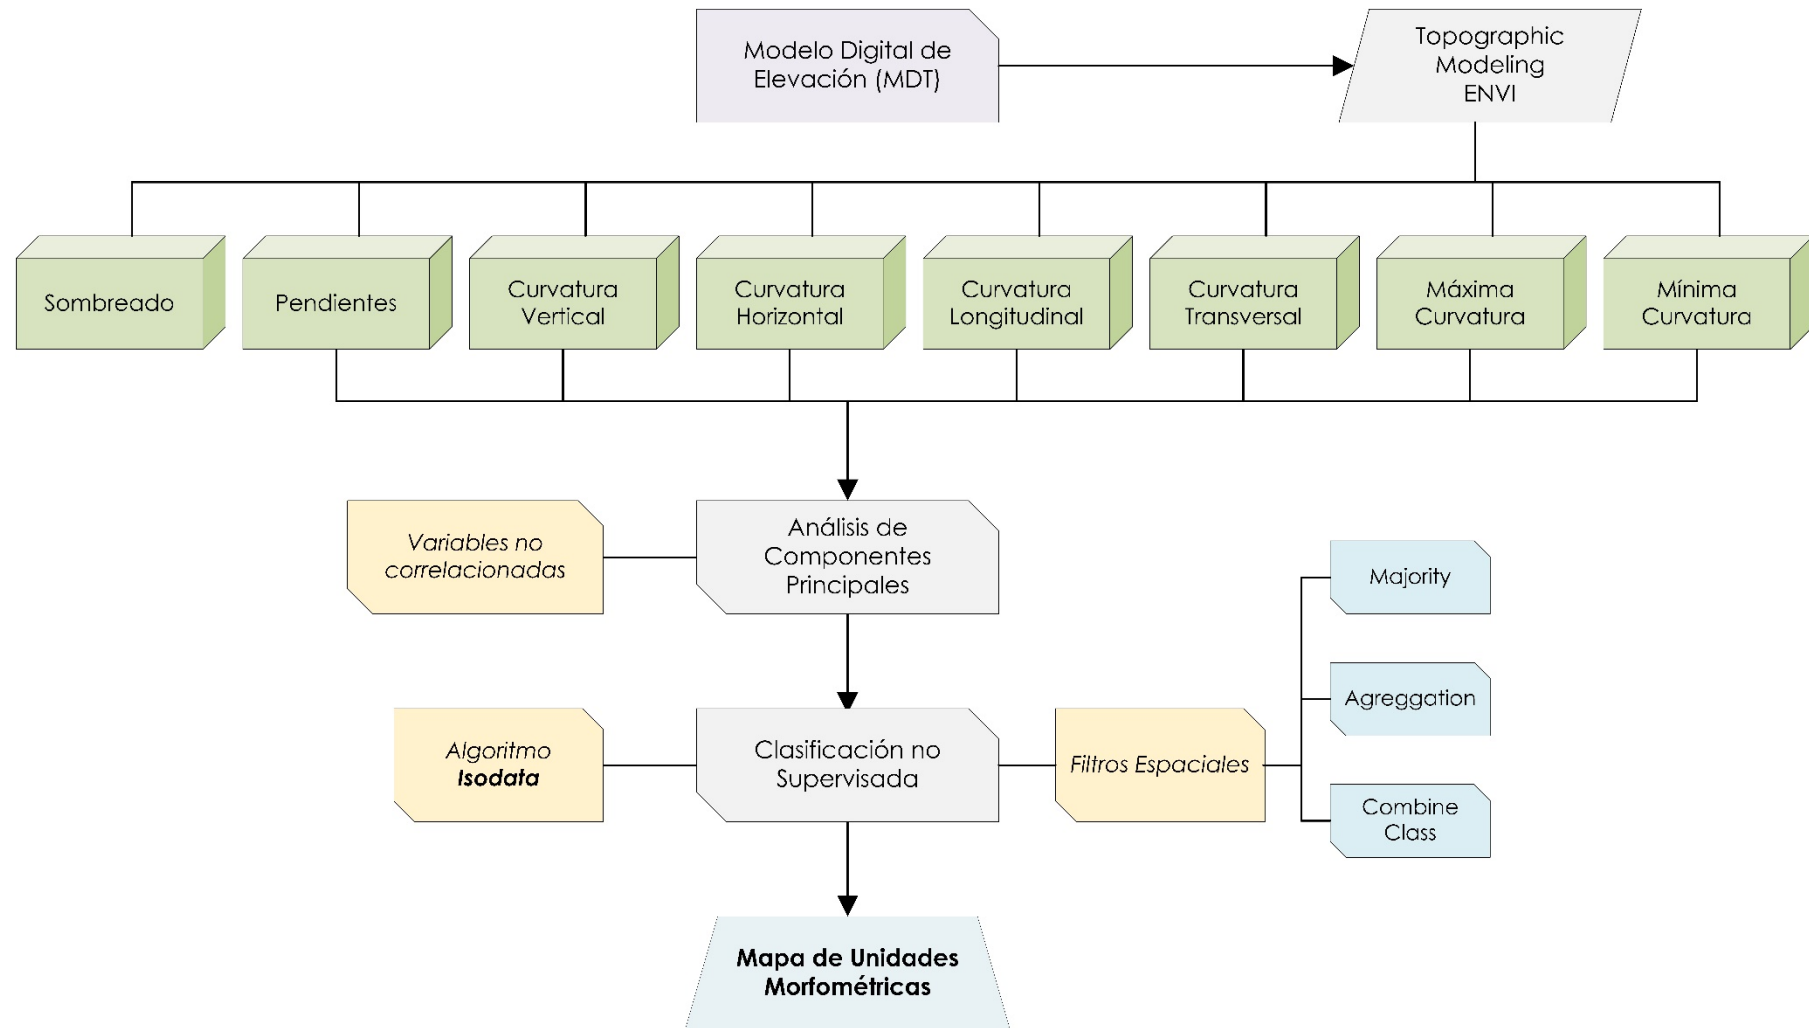 Modelo Digital de
Elevación (MDT)
Topographic
Modeling
ENVI
Sombreado
Pendientes
Curvatura
Vertical
Curvatura
Horizontal
Curvatura
Longitudinal
Curvatura
Transversal
Máxima
Curvatura
Mínima
Curvatura
Variables no
correlacionadas
Análisis de
Componentes
Principales
Majority
Agreggation
Combine
Class
Algoritmo
Isodata
Clasificación no
Supervisada
Filtros Espaciales
Mapa de Unidades
Morfométricas